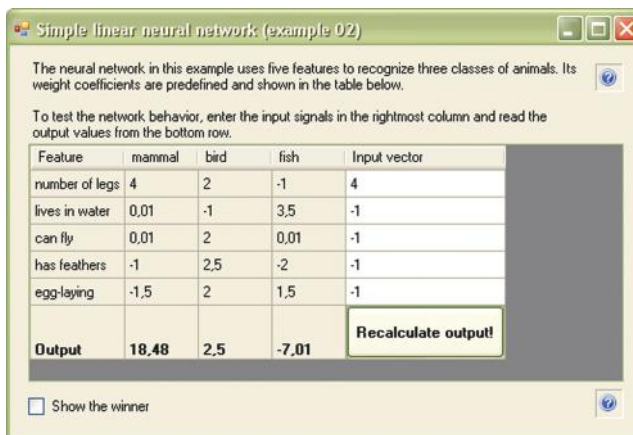 Simple linear neural network (example 02)
The neural network in this example uses five features to recognize three classes of animals. Its
weight coefficients are predefined and shown in the table below.
To test the network behavior, enter the input signals in the rightmost column and read the
output values from the bottom row.
Feature mammal bird fish Input vector
number of legs 4 2 -1 4
lives in water 0,01 -1 3,5 -1
can fly 0,01 2 0,01 -1
has feathers -1 2,5 -2 -1
egg-laying -1,5 2 1,5 -1
Recalculate output!
Output 18,48 2,5 -7,01
Show the winner